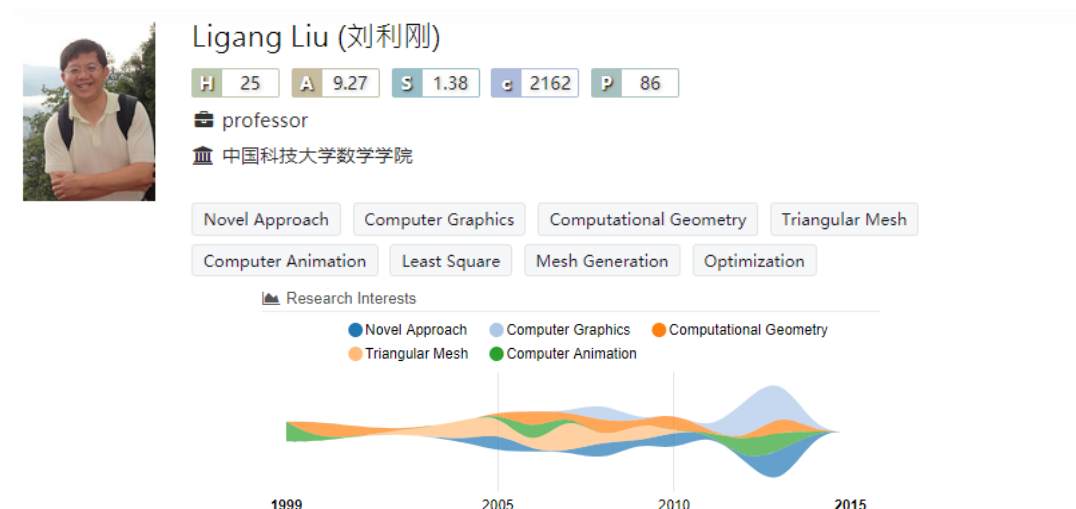 Ligang Liu (刘利刚)
H 25 A 9.27 S 1.38 c 2162 P 86
professor
中国科技大学数学学院
Novel Approach Computer Graphics Computational Geometry Triangular Mesh
Computer Animation Least Square Mesh Generation Optimization
Research Interests
Novel Approach Computer Graphics Computational Geometry
Triangular Mesh Computer Animation
1999 2005 2010 2015